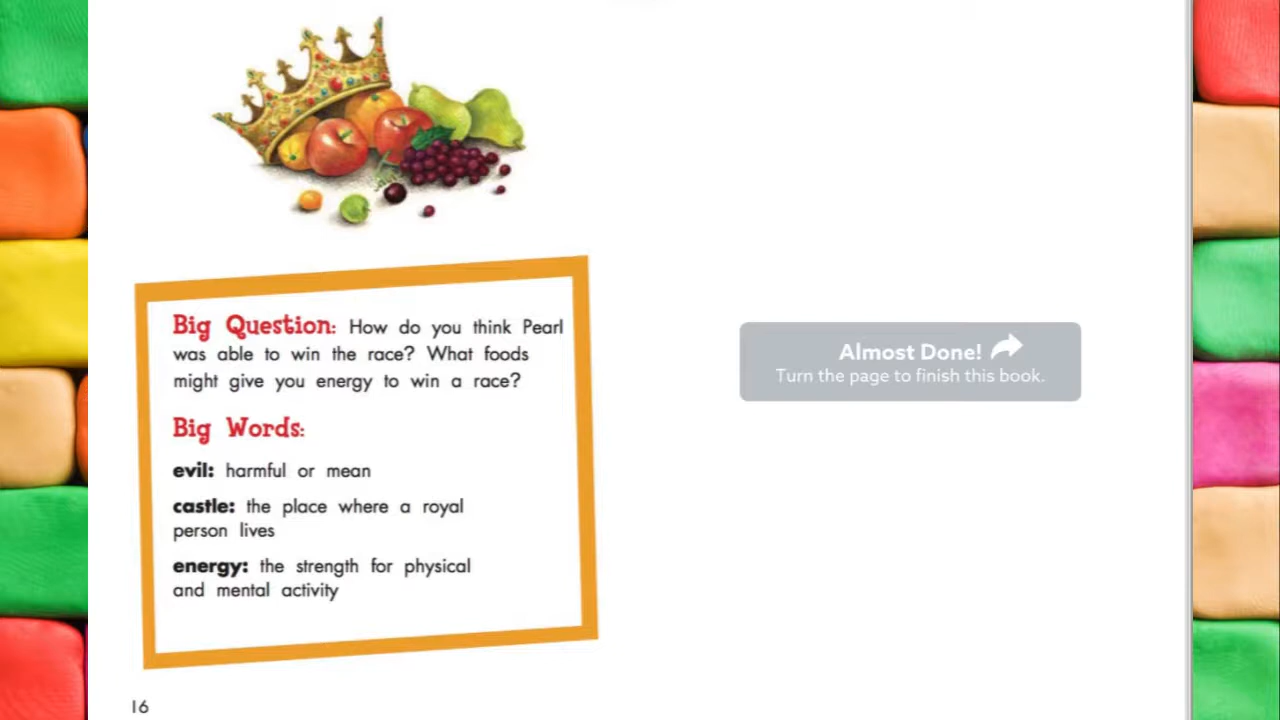 Big Question: How do you think Pearl
was able to win the race? What foods
might give you energy to win a race?
Big Words:
evil: harmful or mean
castle: the place where a royal
person lives
energy: the strength for physical
and mental activity
16
Almost Done!
Turn the page to finish this book.